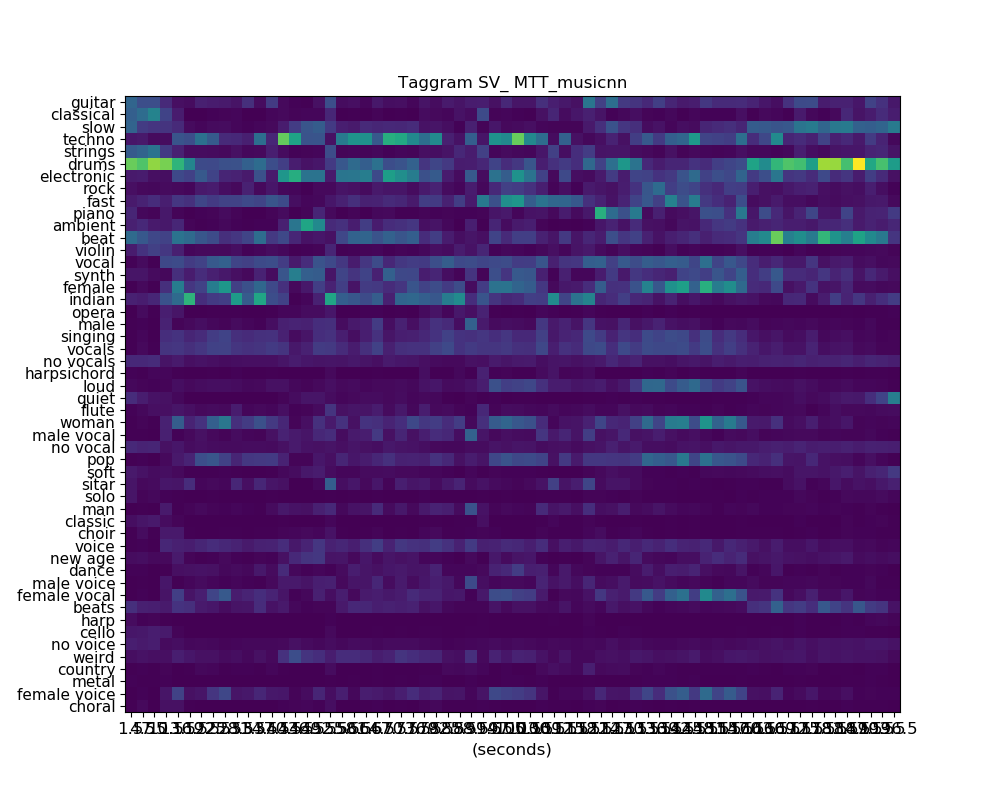 Taggram SV_ MTT_musicnn
guitar
classical
slow
techno
strings
drums
electronic
rock
fast
piano
ambient
beat
violin
vocal
synth
female
indian
opera
male
singing
vocals
no vocals
harpsichord
loud
quiet
flute
woman
male vocal
no vocal
pop
soft
sitar
solo
man
classic
choir
voice
new age
dance
male voice
female vocal
beats
harp
cello
no voice
weird
country
metal
female voice
choral
(seconds)